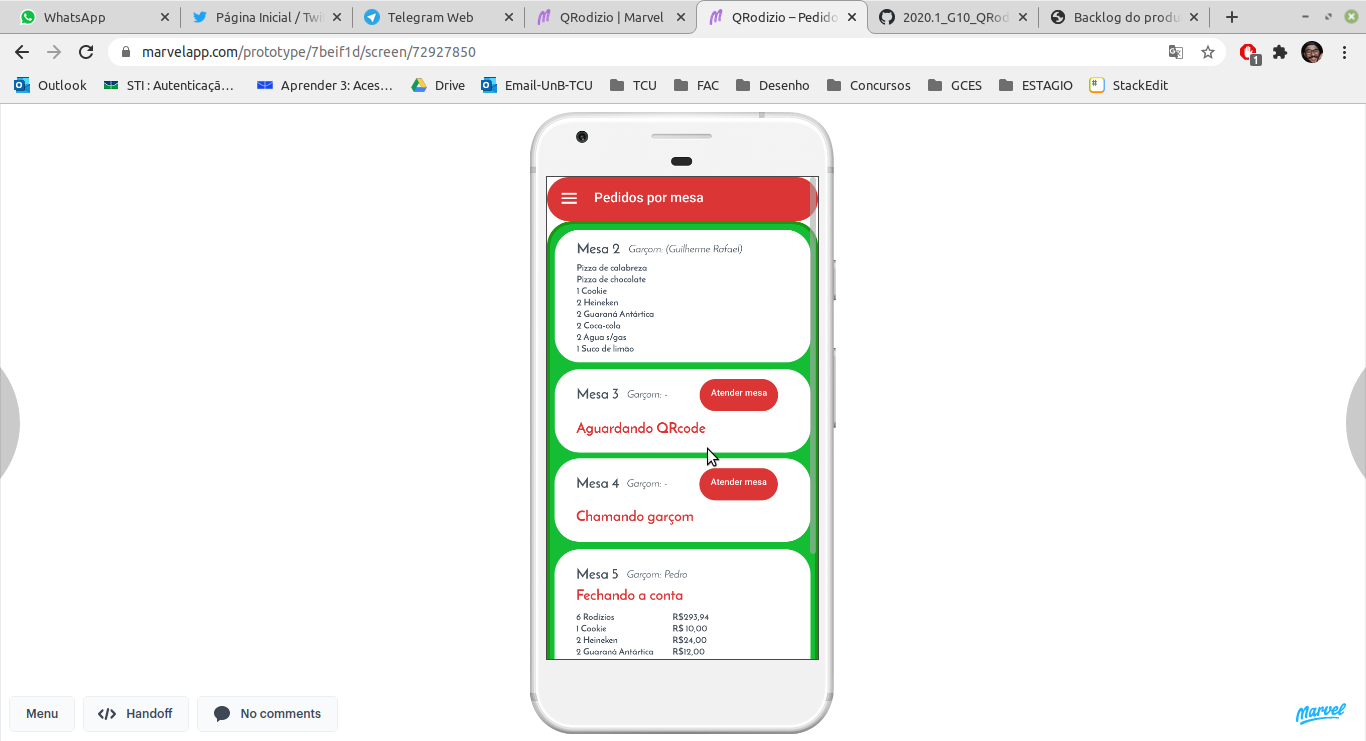 WhatsApp
Página Inicial / Twi
Telegram Web
QRodizio | Marvel
QRodizio – Pedido
2020.1_G10_QRod
Backlog do produ
marvelapp.com/prototype/7beif1d/screen/72927850
1
Outlook
STI : Autenticaçã...
Aprender 3: Aces...
Drive
Email-UnB-TCU
TCU
FAC
Desenho
Concursos
GCES
ESTAGIO
StackEdit
Pedidos por mesa
Mesa 2 Garçom: (Guilherme Rafael)
Pizza de calabreza
Pizza de chocolate
1 Cookie
2 Heineken
2 Guaraná Antártica
2 Coca-cola
2 Agua s/gas
1 Suco de limão
Mesa 3 Garçom: - Atender mesa
Aguardando QRcode
Mesa 4 Garçom: - Atender mesa
Chamando garçom
Mesa 5 Garçom: Pedro
Fechando a conta
6 Rodízios R$293,94
1 Cookie R$ 10,00
2 Heineken R$24,00
2 Guaraná Antártica R$12,00
Menu
Handoff
No comments
Marvel